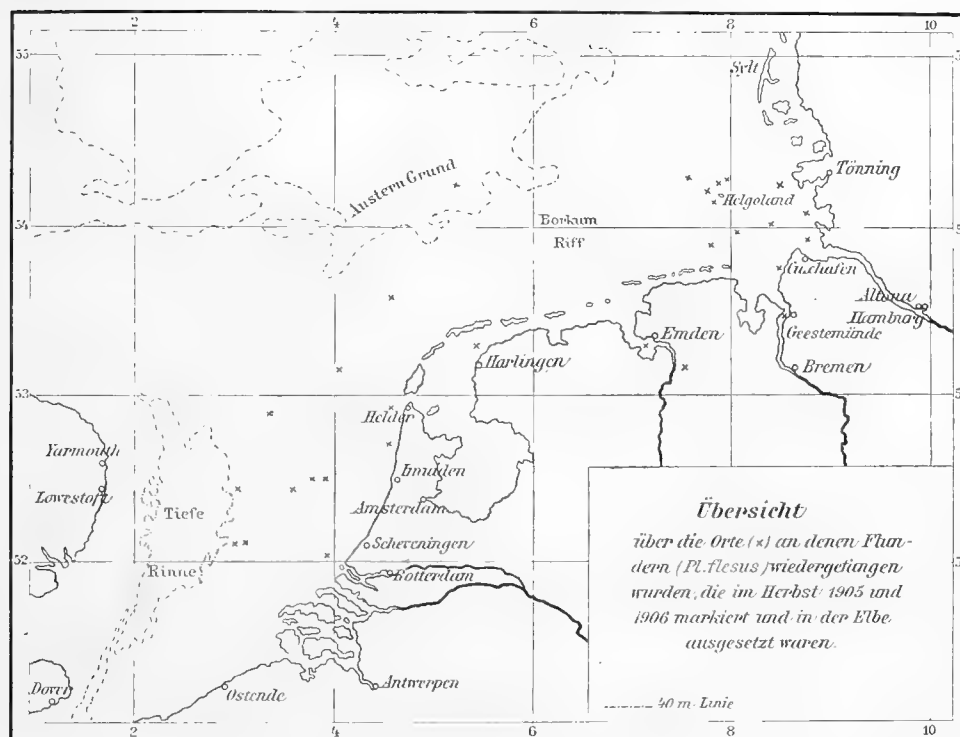 2
4
6
8
10
55
Sylt
Tönning
Austern Grund
Helgoland
54
Borkum
Riff
Cuxhafen
Altona
Hamburg
Geestemünde
Emden
Harlingen
Bremen
53
53
Helder
Yarmouth
Imuiden
Lowestoft
Amsterdam
Tiefe
Scheveningen
52
Rinne
Rotterdam
Dover
Ostende
Antwerpen
Übersicht
über die Orte (×) an denen Flun-
dern (Pl. flesus) wiedergefangen
wurden, die im Herbst 1905 und
1906 markiert und in der Elbe
ausgesetzt waren.
40 m-Linie
2
4
6
8
10